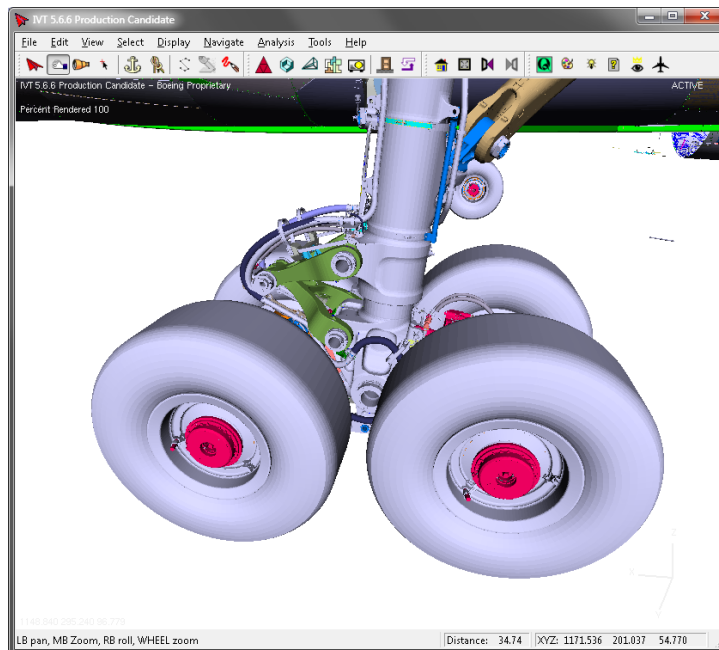 IVT 5.6.6 Production Candidate
File Edit View Select Display Navigate Analysis Tools Help
IVT 5.6.6 Production Candidate - Boeing Proprietary
ACTIVE
Percent Rendered 100
Z
X
LB pan, MB Zoom, RB roll, WHEEL zoom
Distance: 34.74
XYZ: 1171.536 201.037 54.770